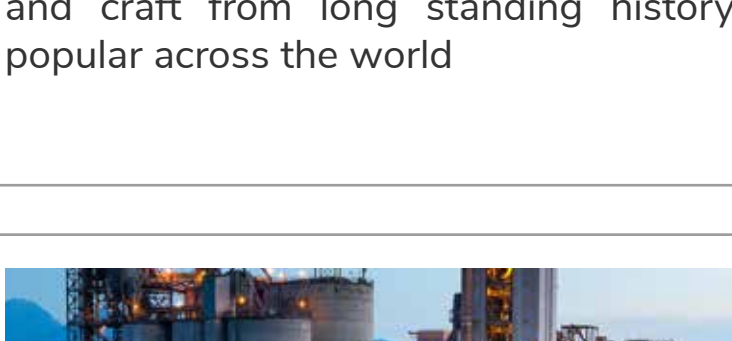 and craft from long standing history
popular across the world